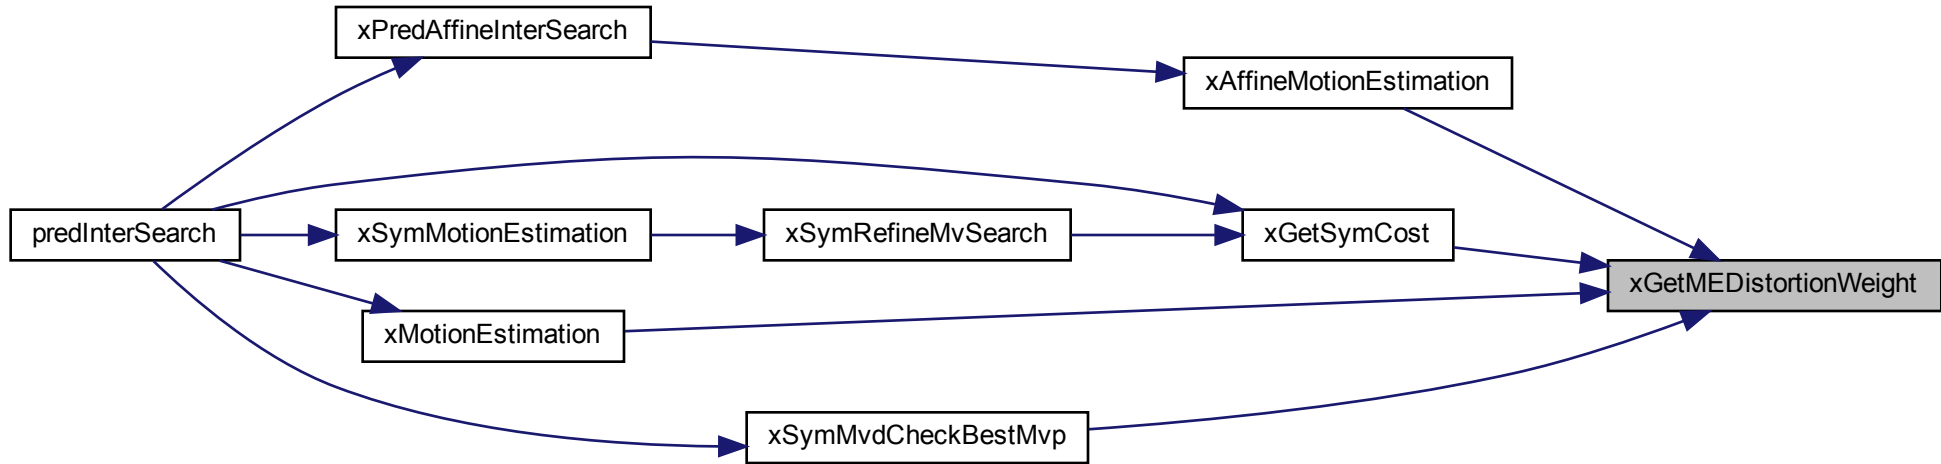 xPredAffineInterSearch
xAffineMotionEstimation
predInterSearch
xSymMotionEstimation
xSymRefineMvSearch
xGetSymCost
xGetMEDistortionWeight
xMotionEstimation
xSymMvdCheckBestMvp